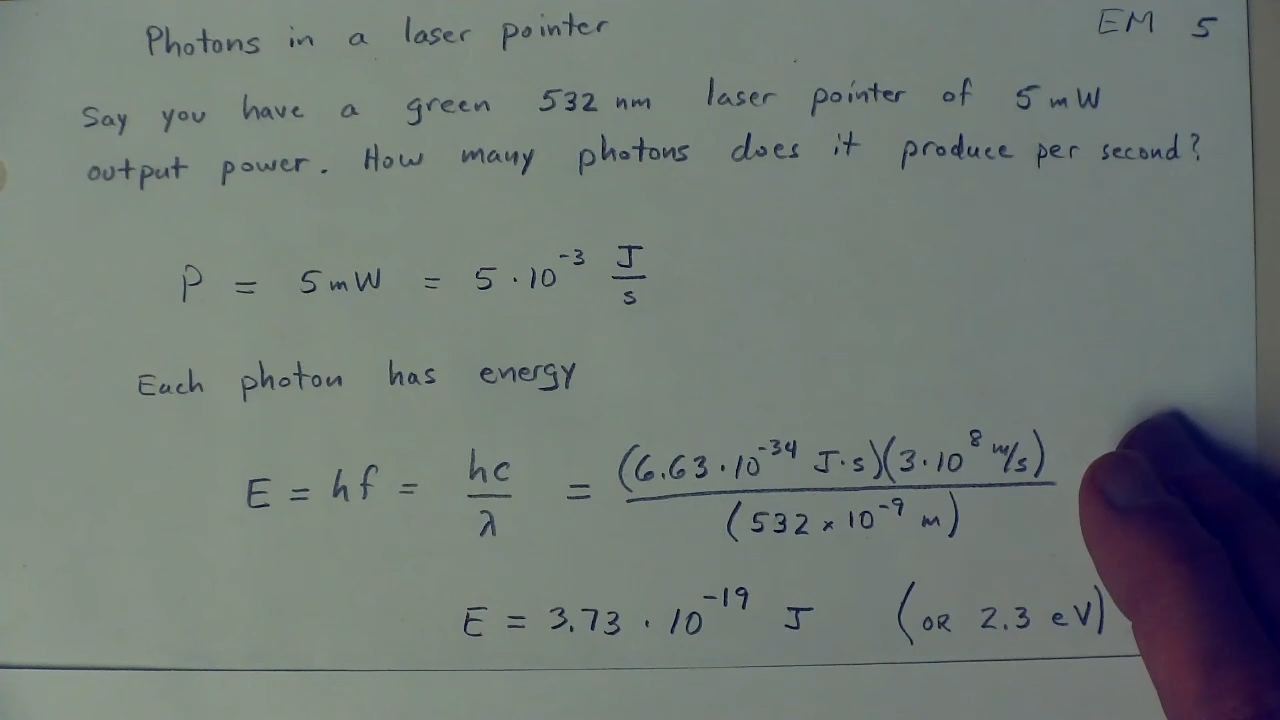 Photons in a laser pointer
EM 5
Say you have a green 532 nm laser pointer of 5 mW
output power. How many photons does it produce per second?
P = 5 mW = 5 · 10⁻³ J/s
Each photon has energy
E = hf = hc/λ = (6.63 · 10⁻³⁴ J·s)(3 · 10⁸ m/s)/(532 × 10⁻⁹ m)
E = 3.73 · 10⁻¹⁹ J (OR 2.3 eV)